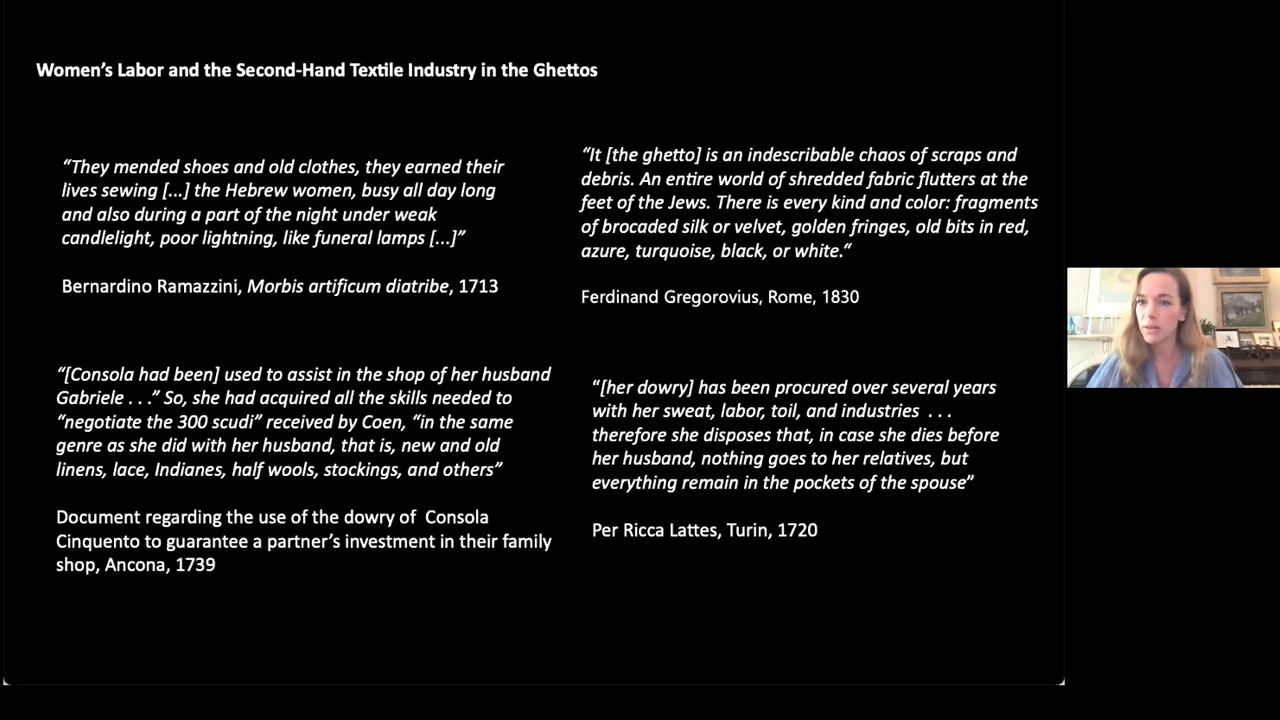 Women's Labor and the Second-Hand Textile Industry in the Ghettos
“They mended shoes and old clothes, they earned their
lives sewing [...] the Hebrew women, busy all day long
and also during a part of the night under weak
candlelight, poor lightning, like funeral lamps [...]”
Bernardino Ramazzini, Morbis artificum diatribe, 1713
“It [the ghetto] is an indescribable chaos of scraps and
debris. An entire world of shredded fabric flutters at the
feet of the Jews. There is every kind and color: fragments
of brocaded silk or velvet, golden fringes, old bits in red,
azure, turquoise, black, or white.“
Ferdinand Gregorovius, Rome, 1830
“[Consola had been] used to assist in the shop of her husband
Gabriele . . .” So, she had acquired all the skills needed to
“negotiate the 300 scudi” received by Coen, “in the same
genre as she did with her husband, that is, new and old
linens, lace, Indianes, half wools, stockings, and others”
Document regarding the use of the dowry of Consola
Cinquento to guarantee a partner's investment in their family
shop, Ancona, 1739
“[her dowry] has been procured over several years
with her sweat, labor, toil, and industries . . .
therefore she disposes that, in case she dies before
her husband, nothing goes to her relatives, but
everything remain in the pockets of the spouse”
Per Ricca Lattes, Turin, 1720